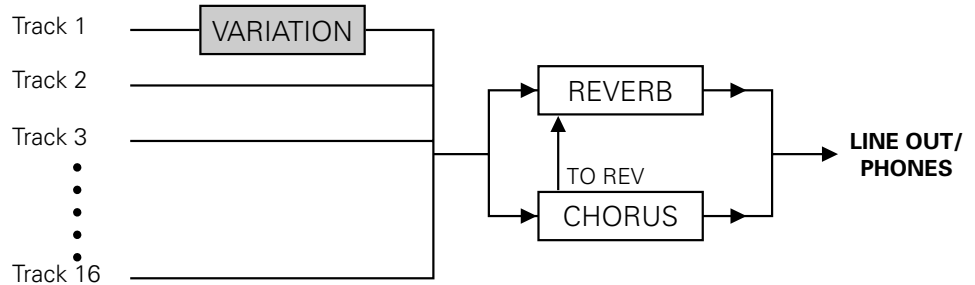 Track 1
VARIATION
Track 2
Track 3
Track 16
REVERB
TO REV
CHORUS
LINE OUT/
PHONES